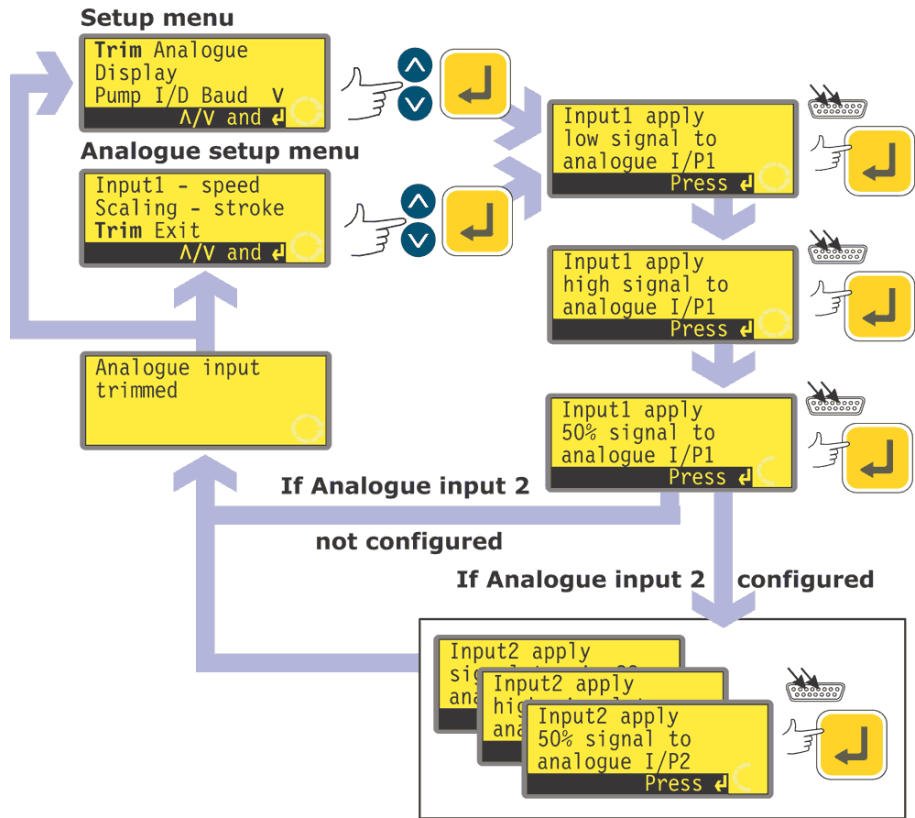 Setup menu
Trim Analogue
Display
Pump I/D Baud V
Λ/V and ↵
Analogue setup menu
Input1 - speed
Scaling - stroke
Trim Exit
Λ/V and ↵
Input1 apply
low signal to
analogue I/P1
Press ↵
Input1 apply
high signal to
analogue I/P1
Press ↵
Input1 apply
50% signal to
analogue I/P1
Press ↵
Analogue input
trimmed
If Analogue input 2
not configured
If Analogue input 2 configured
Input2 apply
Input2 apply
Input2 apply
50% signal to
analogue I/P2
Press ↵